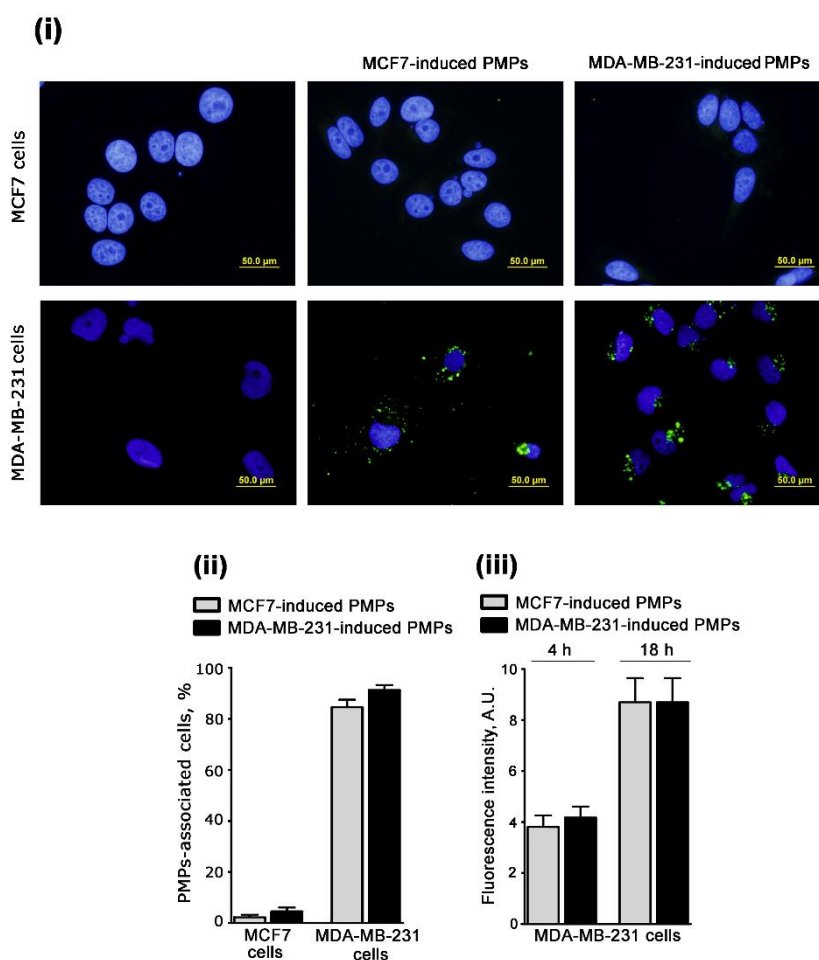 (i)
MCF7-induced PMPs
MDA-MB-231-induced PMPs
MCF7 cells
50.0 µm
50.0 µm
50.0 µm
MDA-MB-231 cells
50.0 µm
50.0 µm
50.0 µm
(ii)
MCF7-induced PMPs
MDA-MB-231-induced PMPs
PMPs-associated cells, %
100
80
60
40
20
0
MCF7
cells
MDA-MB-231
cells
(iii)
MCF7-induced PMPs
MDA-MB-231-induced PMPs
4 h
18 h
Fluorescence intensity, A.U.
10
8
6
4
2
0
MDA-MB-231 cells